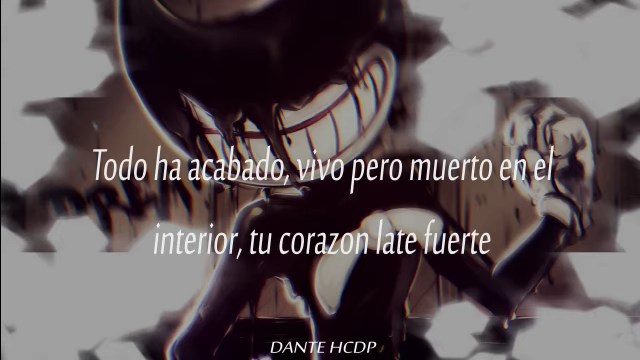 Todo ha acabado, vivo pero muerto en el
interior, tu corazon late fuerte
DANTE HCDP